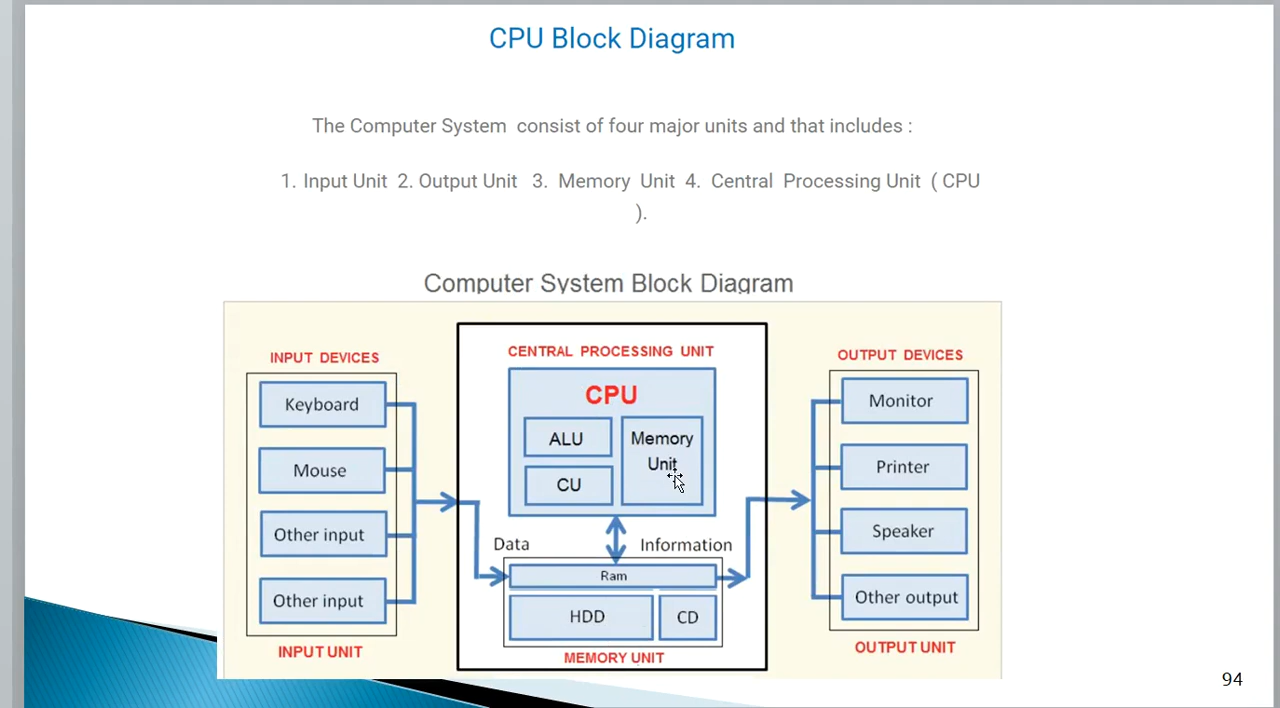 CPU Block Diagram
The Computer System consist of four major units and that includes :
1. Input Unit 2. Output Unit 3. Memory Unit 4. Central Processing Unit ( CPU
).
Computer System Block Diagram
INPUT DEVICES
Keyboard
Mouse
Other input
Other input
INPUT UNIT
CENTRAL PROCESSING UNIT
CPU
ALU
CU
Memory
Unit
Data
Information
Ram
HDD
CD
MEMORY UNIT
OUTPUT DEVICES
Monitor
Printer
Speaker
Other output
OUTPUT UNIT
94